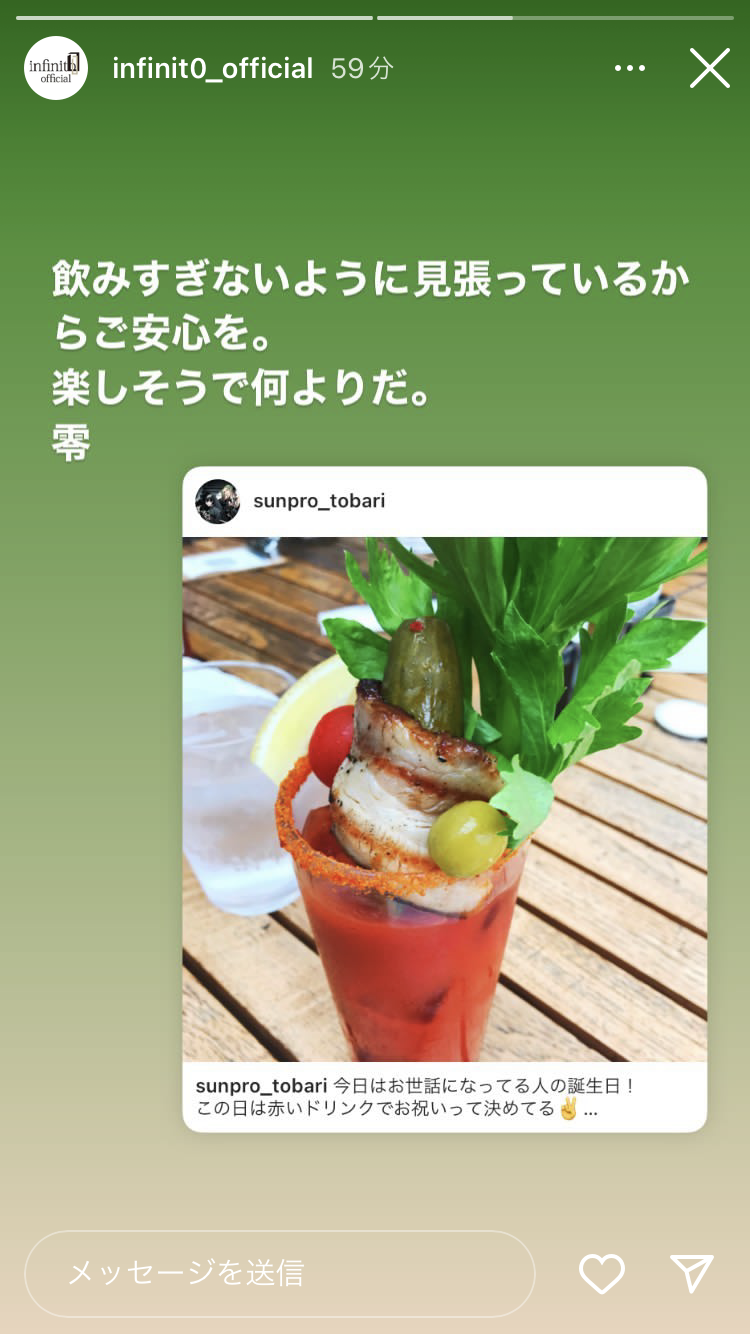 infinit0
official
infinit0_official 59分
飲みすぎないように見張っているか
らご安心を。
楽しそうで何よりだ。
零
sunpro_tobari
sunpro_tobari 今日はお世話になってる人の誕生日！
この日は赤いドリンクでお祝いって決めてる✌️...
メッセージを送信